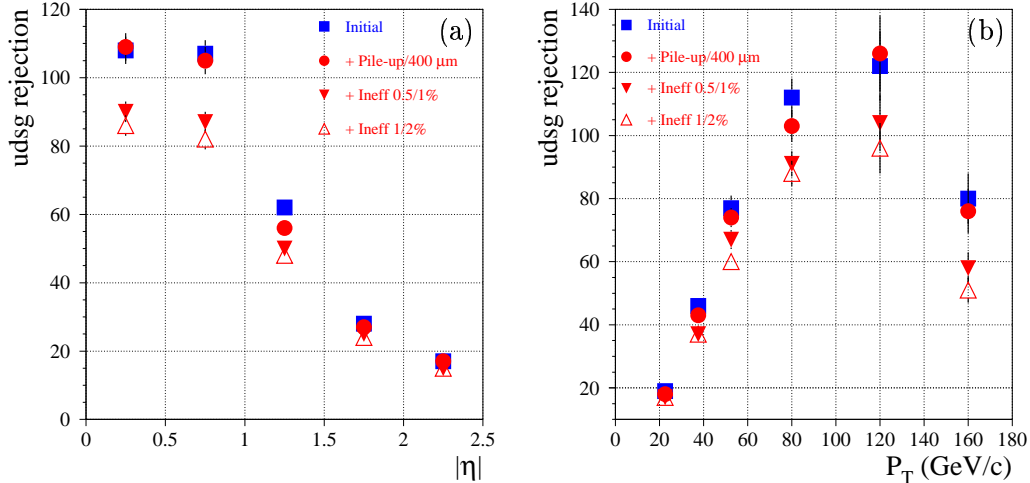 udsg rejection
120
100
80
60
40
20
0
(a)
Initial
+ Pile-up/400 μm
+ Ineff 0.5/1%
+ Ineff 1/2%
0 0.5 1 1.5 2 2.5
|η|
udsg rejection
140
120
100
80
60
40
20
(b)
Initial
+ Pile-up/400 μm
+ Ineff 0.5/1%
+ Ineff 1/2%
0 20 40 60 80 100 120 140 160 180
P_T (GeV/c)